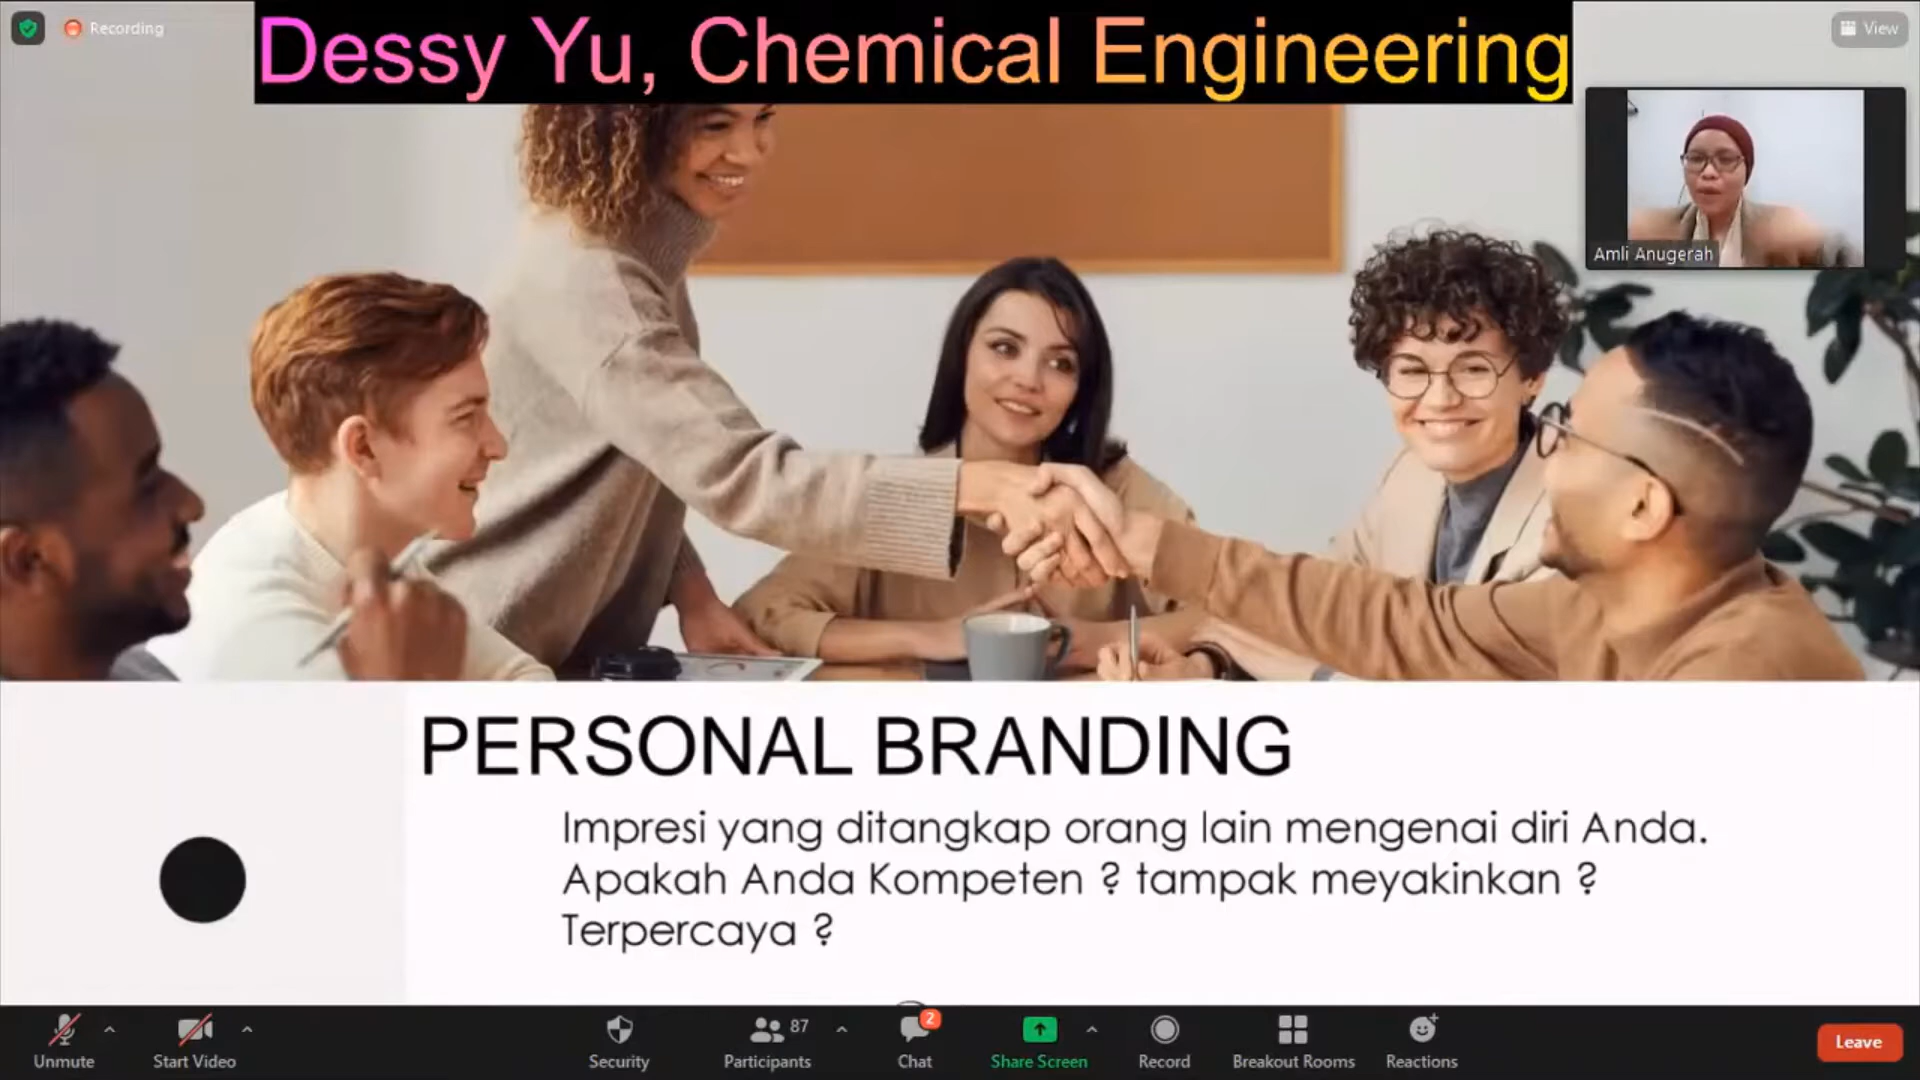 Recording
Dessy Yu, Chemical Engineering
View
Amli Anugerah
PERSONAL BRANDING
Impresi yang ditangkap orang lain mengenai diri Anda.
Apakah Anda Kompeten ? tampak meyakinkan ?
Terpercaya ?
87
2
Unmute
Start Video
Security
Participants
Chat
Share Screen
Record
Breakout Rooms
Reactions
Leave